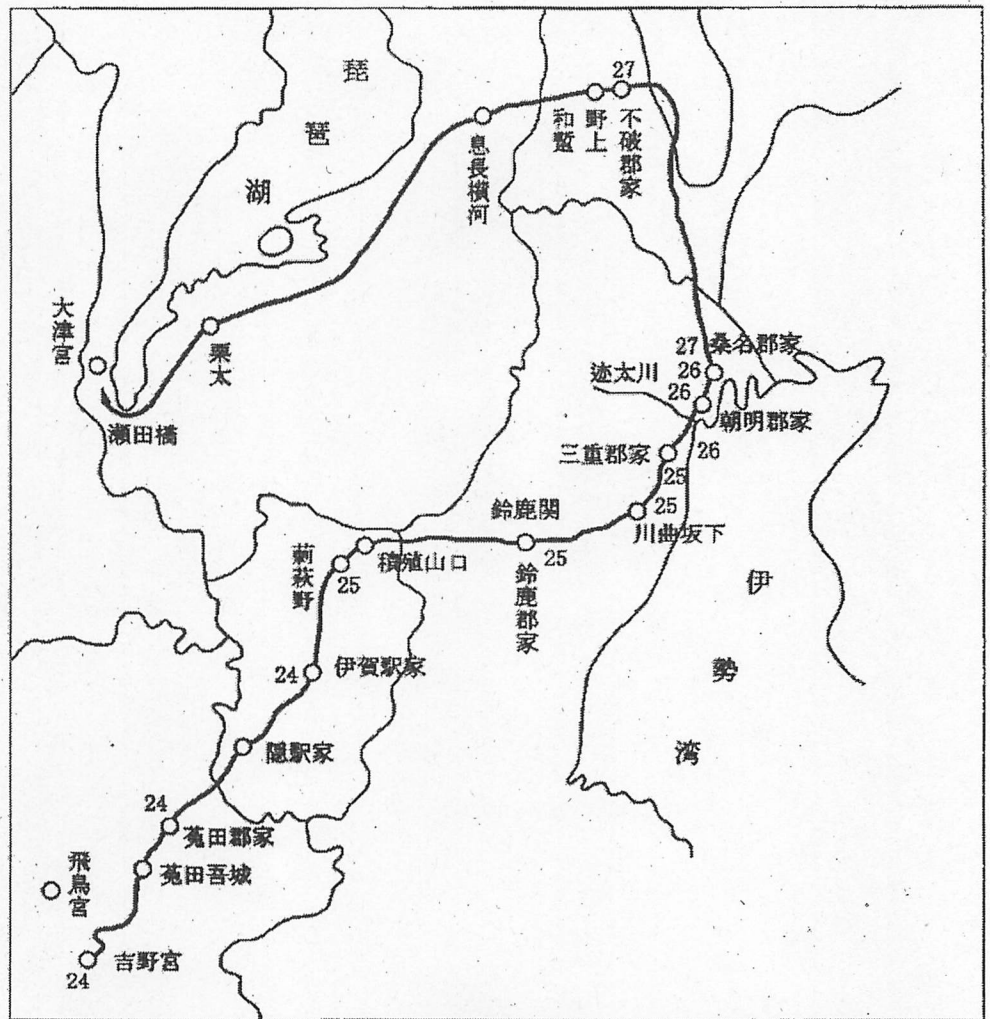 琵琶湖
27
不破郡家
野上
和蹔
息長横河
大津宮
栗太
瀬田橋
27
桑名郡家
26
迹太川
26
朝明郡家
26
三重郡家
25
25
川曲坂下
鈴鹿関
25
鈴鹿郡家
積殖山口
莿萩野
25
伊賀駅家
24
隠駅家
24
菟田郡家
菟田吾城
飛鳥宮
吉野宮
24
伊勢湾